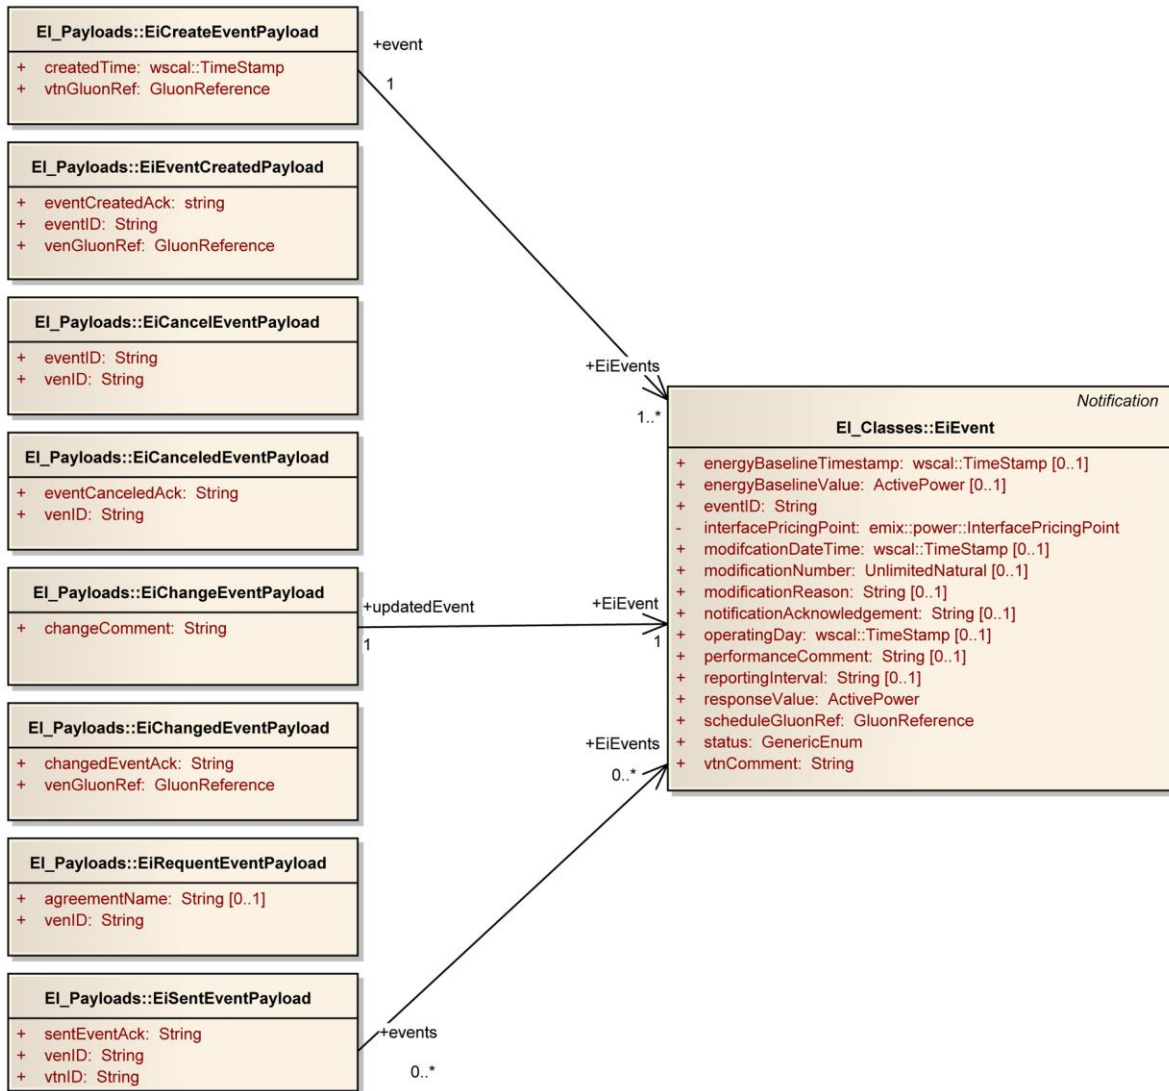 EI_Payloads::EiCreateEventPayload
+ createdTime: wscal::TimeStamp
+ vtnGluonRef: GluonReference
+event
1
EI_Payloads::EiEventCreatedPayload
+ eventCreatedAck: string
+ eventID: String
+ venGluonRef: GluonReference
EI_Payloads::EiCancelEventPayload
+ eventID: String
+ venID: String
EI_Payloads::EiCanceledEventPayload
+ eventCanceledAck: String
+ venID: String
EI_Payloads::EiChangeEventPayload
+ changeComment: String
+updatedEvent
1
EI_Payloads::EiChangedEventPayload
+ changedEventAck: String
+ venGluonRef: GluonReference
EI_Payloads::EiRequentEventPayload
+ agreementName: String [0..1]
+ venID: String
EI_Payloads::EiSentEventPayload
+ sentEventAck: String
+ venID: String
+ vtnID: String
+events
0..*
+EiEvents
1..*
+EiEvent
1
+EiEvents
0..*
Notification
EI_Classes::EiEvent
+ energyBaselineTimestamp: wscal::TimeStamp [0..1]
+ energyBaselineValue: ActivePower [0..1]
+ eventID: String
- interfacePricingPoint: emix::power::InterfacePricingPoint
+ modifcationDateTime: wscal::TimeStamp [0..1]
+ modificationNumber: UnlimitedNatural [0..1]
+ modificationReason: String [0..1]
+ notificationAcknowledgement: String [0..1]
+ operatingDay: wscal::TimeStamp [0..1]
+ performanceComment: String [0..1]
+ reportingInterval: String [0..1]
+ responseValue: ActivePower
+ scheduleGluonRef: GluonReference
+ status: GenericEnum
+ vtnComment: String